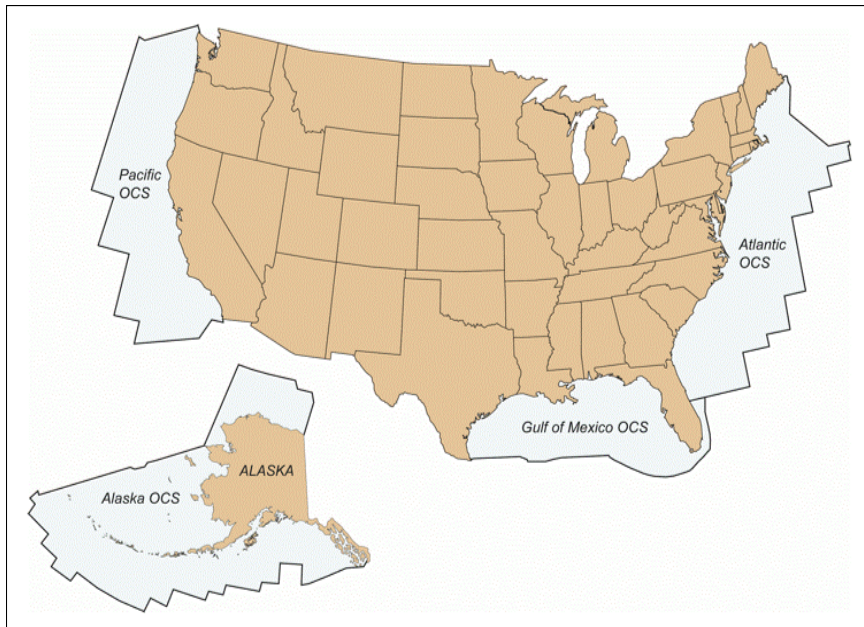 Pacific
OCS
Atlantic
OCS
Gulf of Mexico OCS
ALASKA
Alaska OCS